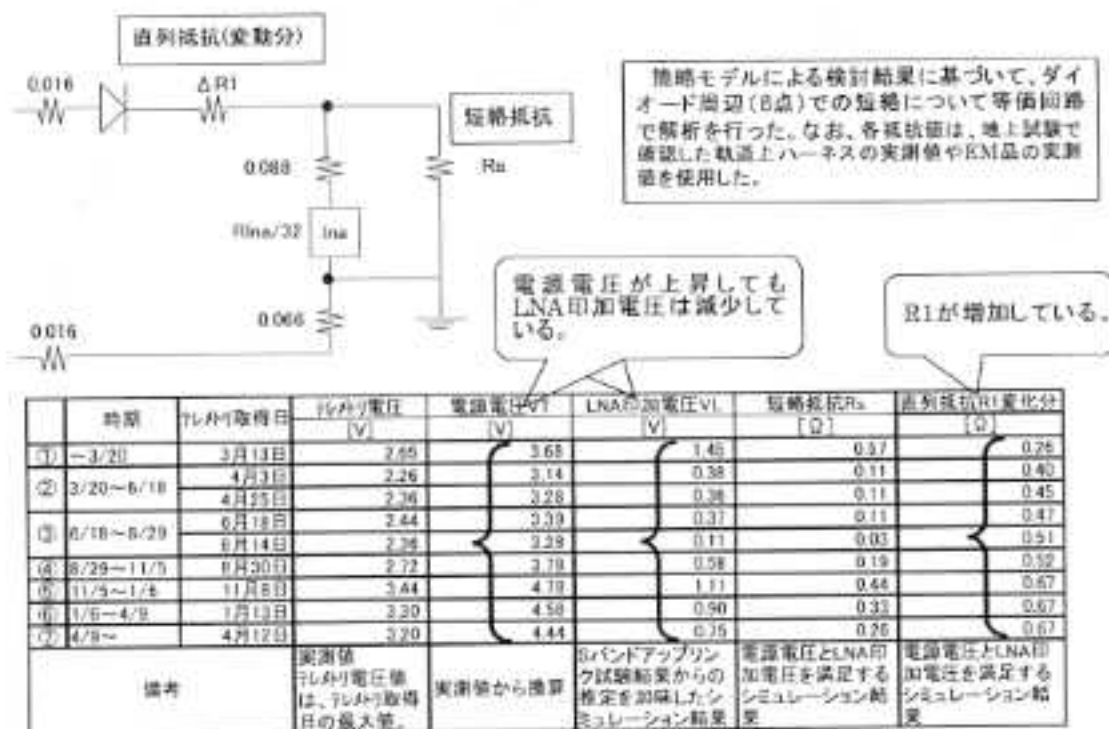 直列抵抗(変動分)
0.016
ΔR1
短絡抵抗
0.088
Rs
Rlna/32
lna
0.066
0.016
簡略モデルによる検討結果に基づいて、ダイ
オード周辺(B点)での短絡について等価回路
で解析を行った。なお、各抵抗値は、地上試験で
確認した軌道上ハーネスの実測値やEM品の実測
値を使用した。
電源電圧が上昇しても
LNA印加電圧は減少して
いる。
R1が増加している。
時期 テレメトリ取得日 テレメトリ電圧 [V] 電源電圧V1 [V] LNA印加電圧VL [V] 短絡抵抗Rs [Ω] 直列抵抗R1変化分 [Ω]
① ~3/20 3月13日 2.65 3.68 1.45 0.57 0.26
② 3/20~6/18 4月3日 2.26 3.14 0.38 0.11 0.40
4月25日 2.36 3.28 0.36 0.11 0.45
③ 6/18~8/29 6月18日 2.44 3.39 0.37 0.11 0.47
8月14日 2.36 3.28 0.11 0.03 0.51
④ 8/29~11/5 8月30日 2.72 3.78 0.58 0.19 0.52
⑤ 11/5~1/6 11月8日 3.44 4.78 1.11 0.44 0.67
⑥ 1/6~4/9 1月13日 3.30 4.58 0.90 0.33 0.67
⑦ 4/9~ 4月12日 3.20 4.44 0.75 0.26 0.67
備考
実測値
テレメトリ電圧値
は、テレメトリ取得
日の最大値。
実測値から換算
Sバンドアップリン
ク試験結果からの
推定を加味したシ
ミュレーション結果
電源電圧とLNA印
加電圧を満足する
シミュレーション結
果
電源電圧とLNA印
加電圧を満足する
シミュレーション結
果